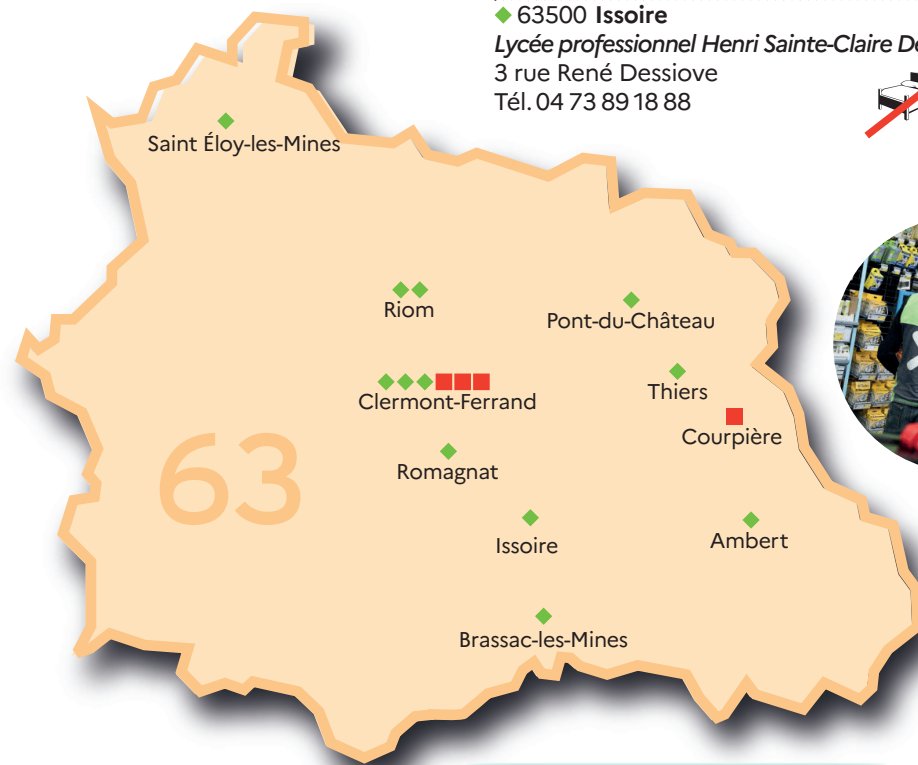 63500 Issoire
Lycée professionnel Henri Sainte-Claire
3 rue René Dessiove
Tél. 04 73 89 18 88
Saint Éloy-les-Mines
Riom
Pont-du-Château
Thiers
Clermont-Ferrand
Courpière
63
Romagnat
Issoire
Ambert
Brassac-les-Mines